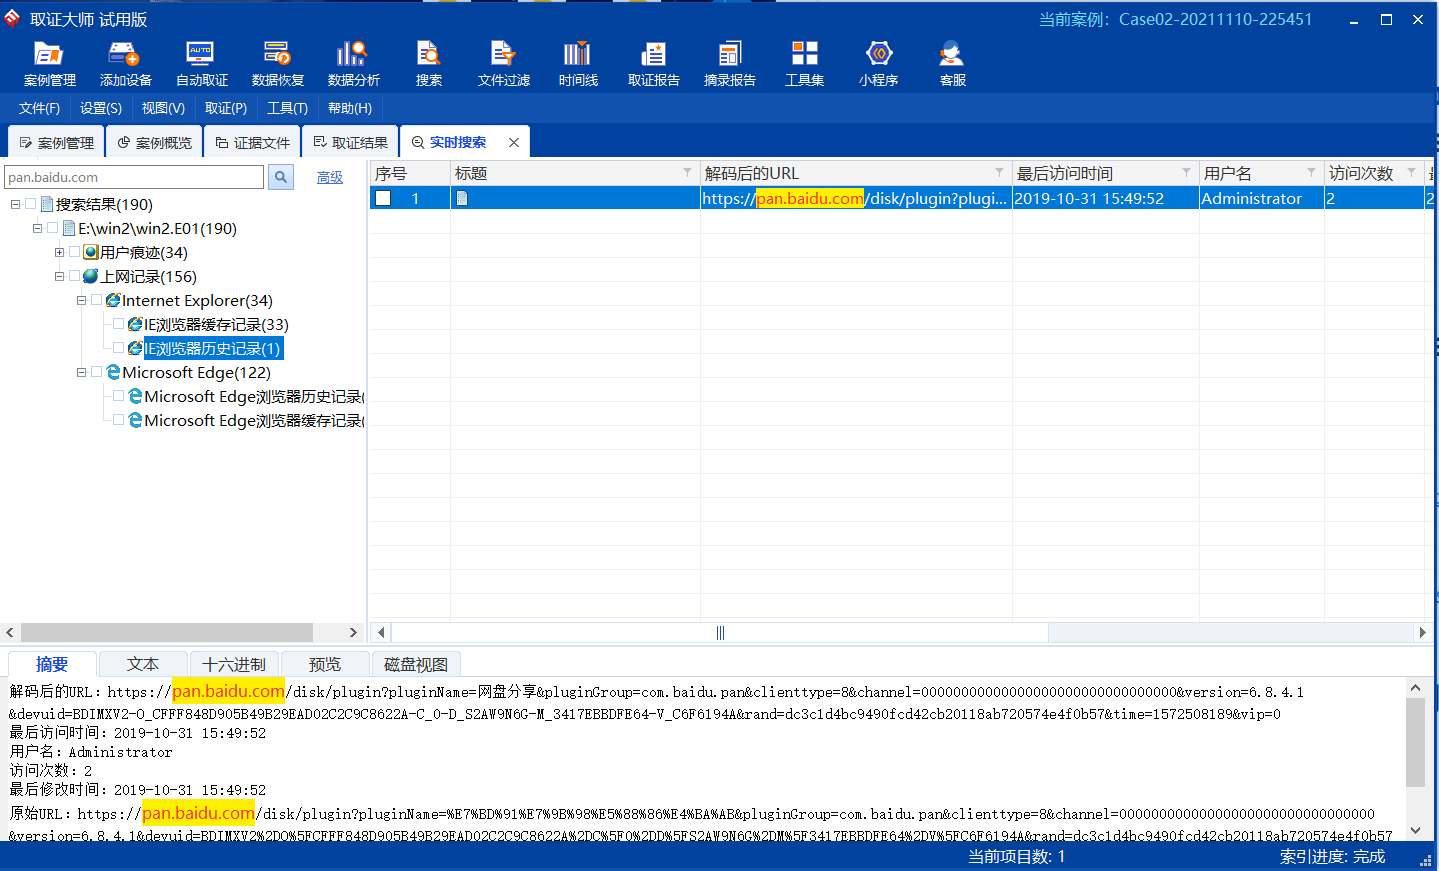 取证大师 试用版
当前案例：Case02-20211110-225451
案例管理 添加设备 自动取证 数据恢复 数据分析 搜索 文件过滤 时间线 取证报告 摘录报告 工具集 小程序 客服
文件(F) 设置(S) 视图(V) 取证(P) 工具(T) 帮助(H)
案例管理 案例概览 证据文件 取证结果 实时搜索
pan.baidu.com 高级
搜索结果(190)
E:\win2\win2.E01(190)
用户痕迹(34)
上网记录(156)
Internet Explorer(34)
IE浏览器缓存记录(33)
IE浏览器历史记录(1)
Microsoft Edge(122)
Microsoft Edge浏览器历史记录(
Microsoft Edge浏览器缓存记录(
序号 标题 解码后的URL 最后访问时间 用户名 访问次数
1 https://pan.baidu.com/disk/plugin?plugi... 2019-10-31 15:49:52 Administrator 2 2
摘要 文本 十六进制 预览 磁盘视图
解码后的URL：https://pan.baidu.com/disk/plugin?pluginName=网盘分享&pluginGroup=com.baidu.pan&clienttype=8&channel=00000000000000000000000000000000&version=6.8.4.1
&devuid=BDIMXV2-O_CFFF848D905B49B29EAD02C2C9C8622A-C_0-D_S2AW9N6G-M_3417EBBDFE64-V_C6F6194A&rand=dc3c1d4bc9490fcd42cb20118ab720574e4f0b57&time=1572508189&vip=0
最后访问时间：2019-10-31 15:49:52
用户名：Administrator
访问次数：2
最后修改时间：2019-10-31 15:49:52
原始URL：https://pan.baidu.com/disk/plugin?pluginName=%E7%BD%91%E7%9B%98%E5%88%86%E4%BA%AB&pluginGroup=com.baidu.pan&clienttype=8&channel=00000000000000000000000000000000
&version=6.8.4.1&devuid=BDIMXV2%2DO%5FCFFF848D905B49B29EAD02C2C9C8622A%2DC%5F0%2DD%5FS2AW9N6G%2DM%5F3417EBBDFE64%2DV%5FC6F6194A&rand=dc3c1d4bc9490fcd42cb20118ab720574e4f0b57
当前项目数: 1
索引进度: 完成